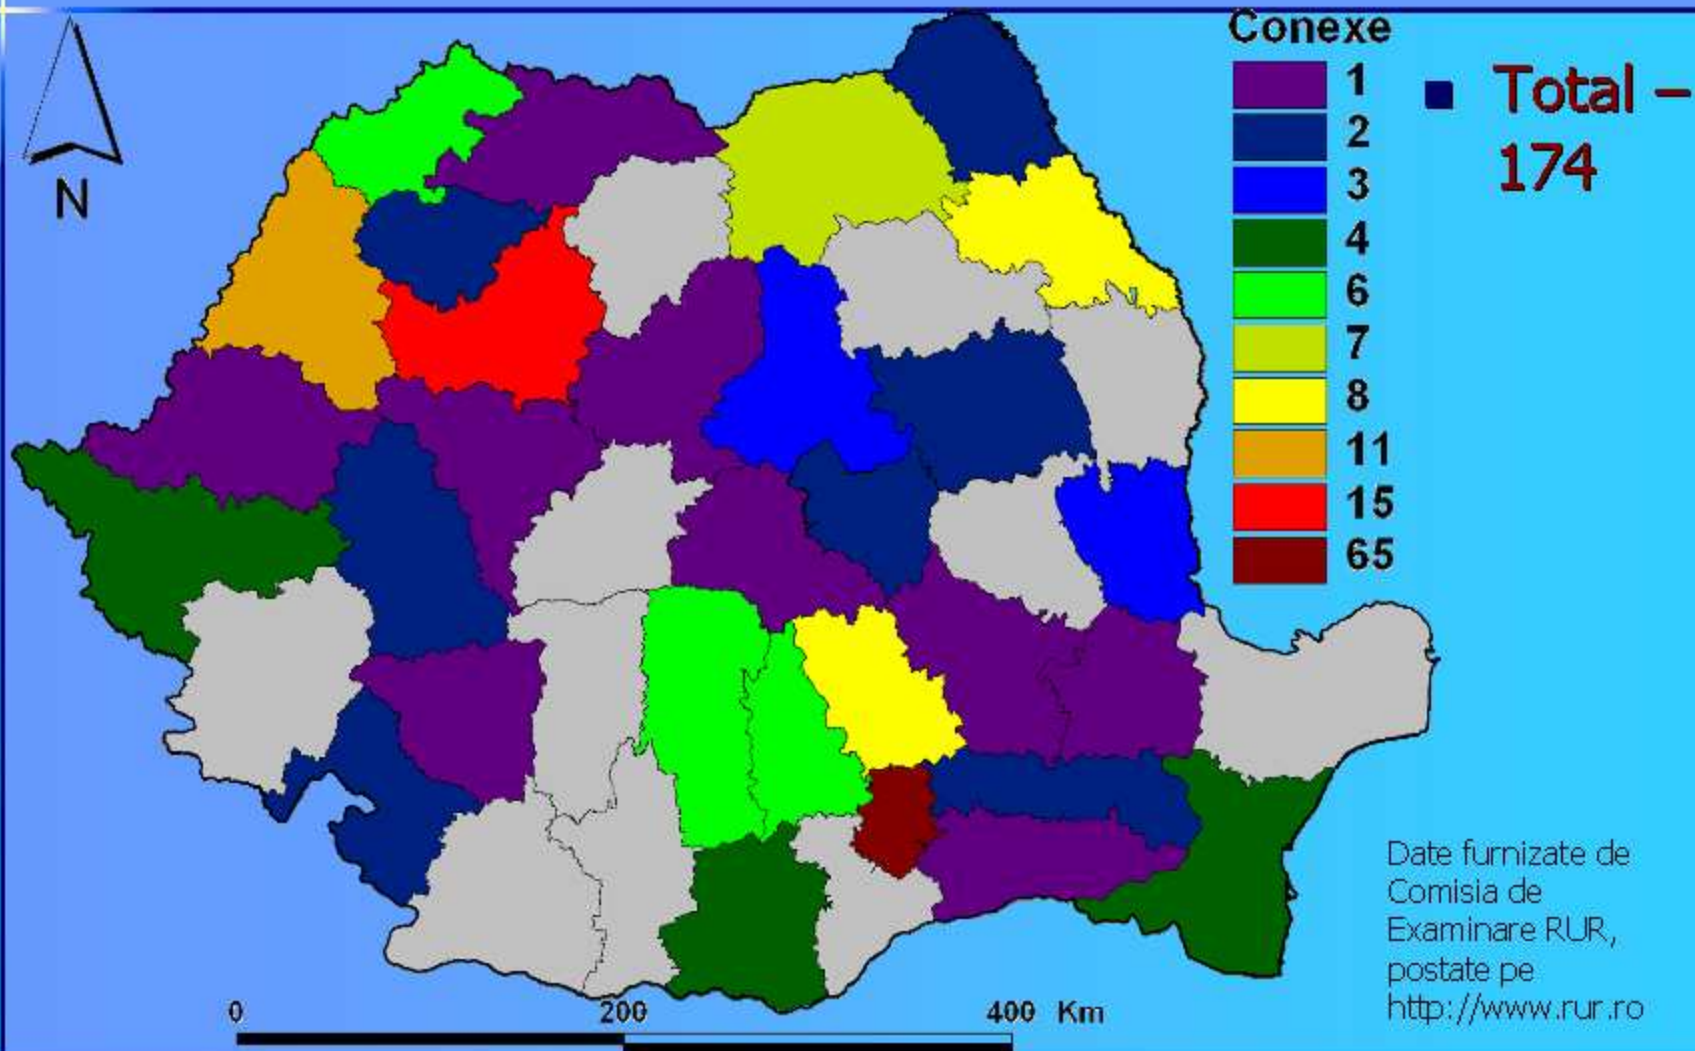 Conexe
1
2
3
4
6
7
8
11
15
65
Total –
174
N
Date furnizate de
Comisia de
Examinare RUR,
postate pe
http://www.rur.ro
0 200 400 Km